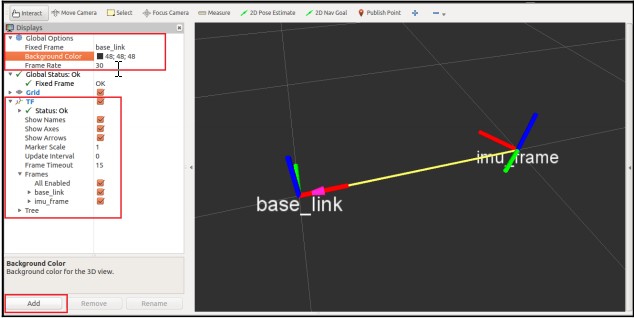 Interact Move Camera Select Focus Camera Measure 2D Pose Estimate 2D Nav Goal Publish Point
Displays
Global Options
Fixed Frame base_link
Background Color 48; 48; 48
Frame Rate 30
Global Status: Ok
Fixed Frame OK
Grid
TF
Status: Ok
Show Names
Show Axes
Show Arrows
Marker Scale 1
Update Interval 0
Frame Timeout 15
Frames
All Enabled
base_link
imu_frame
Tree
imu_frame
base_link
Background Color
Background color for the 3D view.
Add Remove Rename